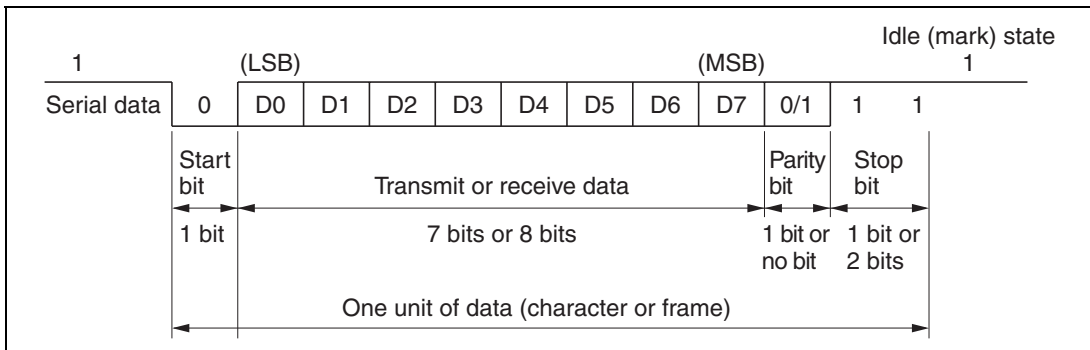 Idle (mark) state
1 (LSB) (MSB) 1
Serial data 0 D0 D1 D2 D3 D4 D5 D6 D7 0/1 1 1
Start Parity Stop
bit Transmit or receive data bit bit
1 bit 7 bits or 8 bits 1 bit or 1 bit or
no bit 2 bits
One unit of data (character or frame)